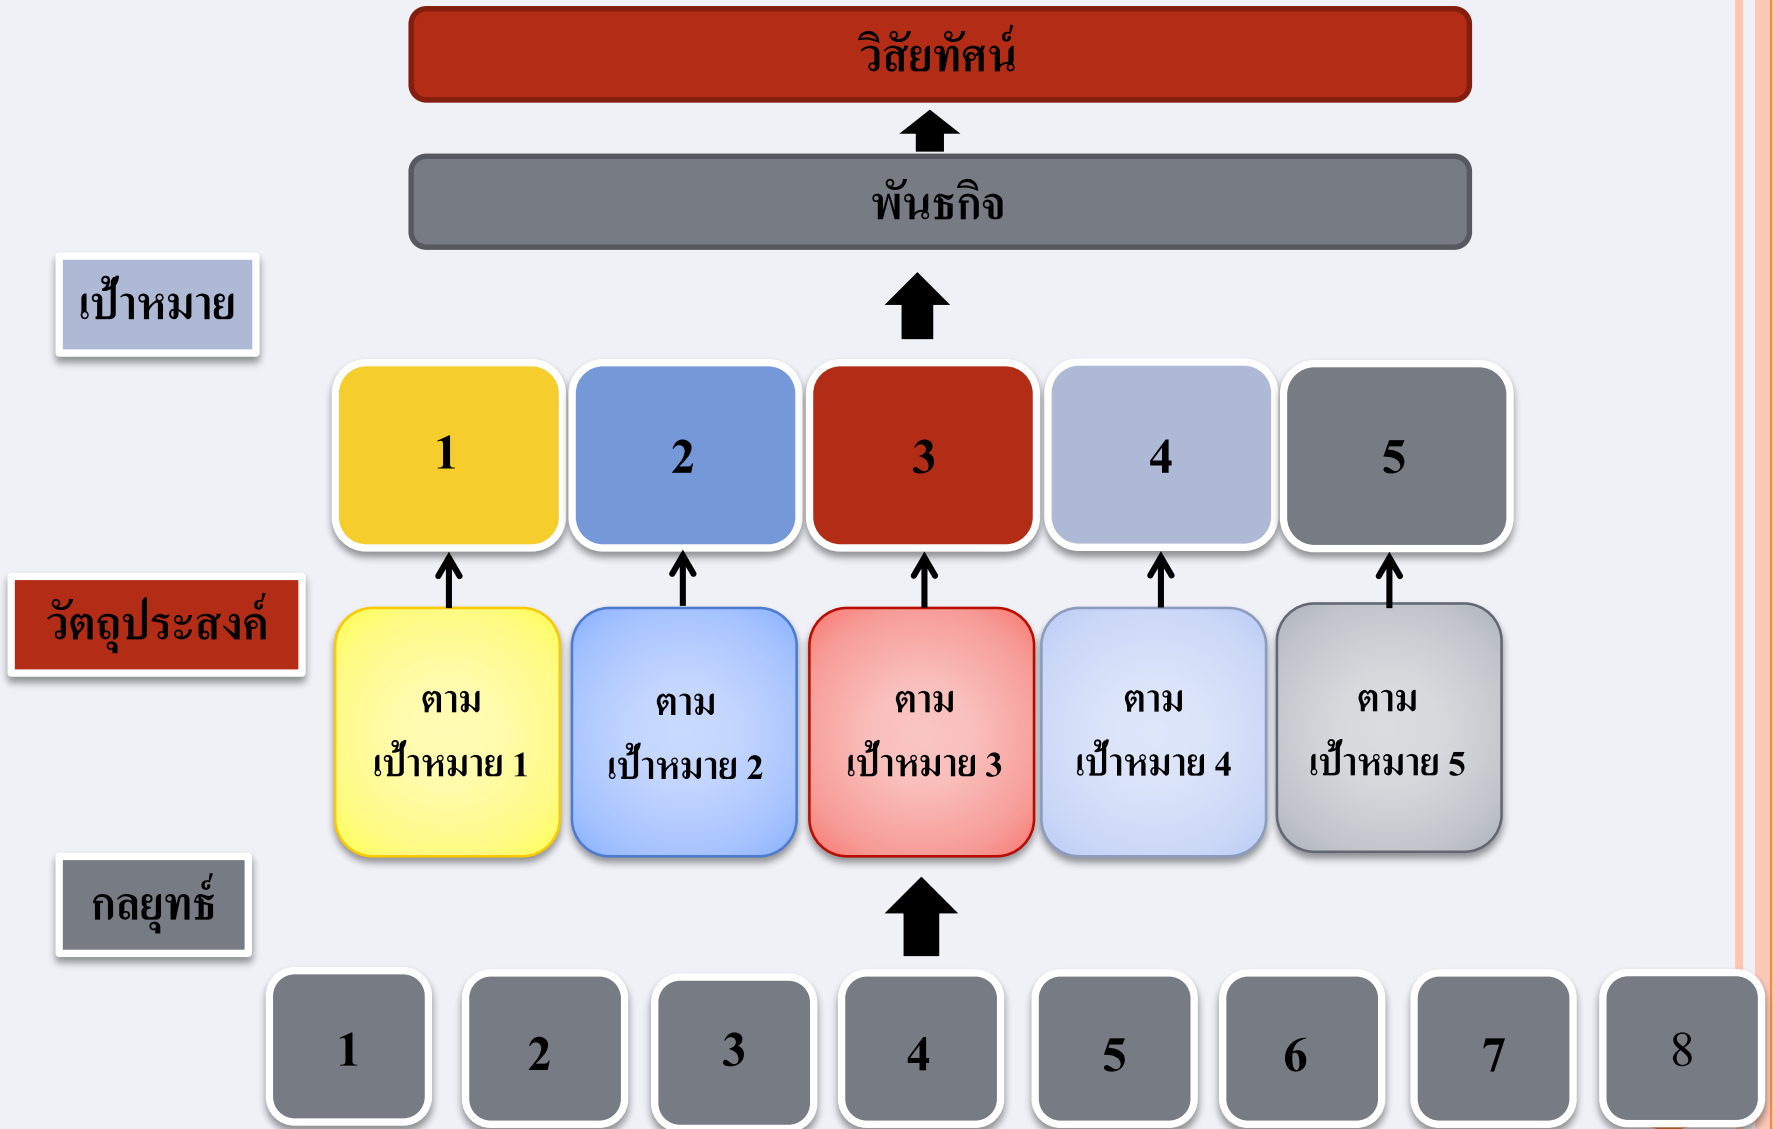 วิสัยทัศน์
พันธกิจ
เป้าหมาย
1 2 3 4 5
วัตถุประสงค์
ตาม
เป้าหมาย 1
ตาม
เป้าหมาย 2
ตาม
เป้าหมาย 3
ตาม
เป้าหมาย 4
ตาม
เป้าหมาย 5
กลยุทธ์
1 2 3 4 5 6 7 8